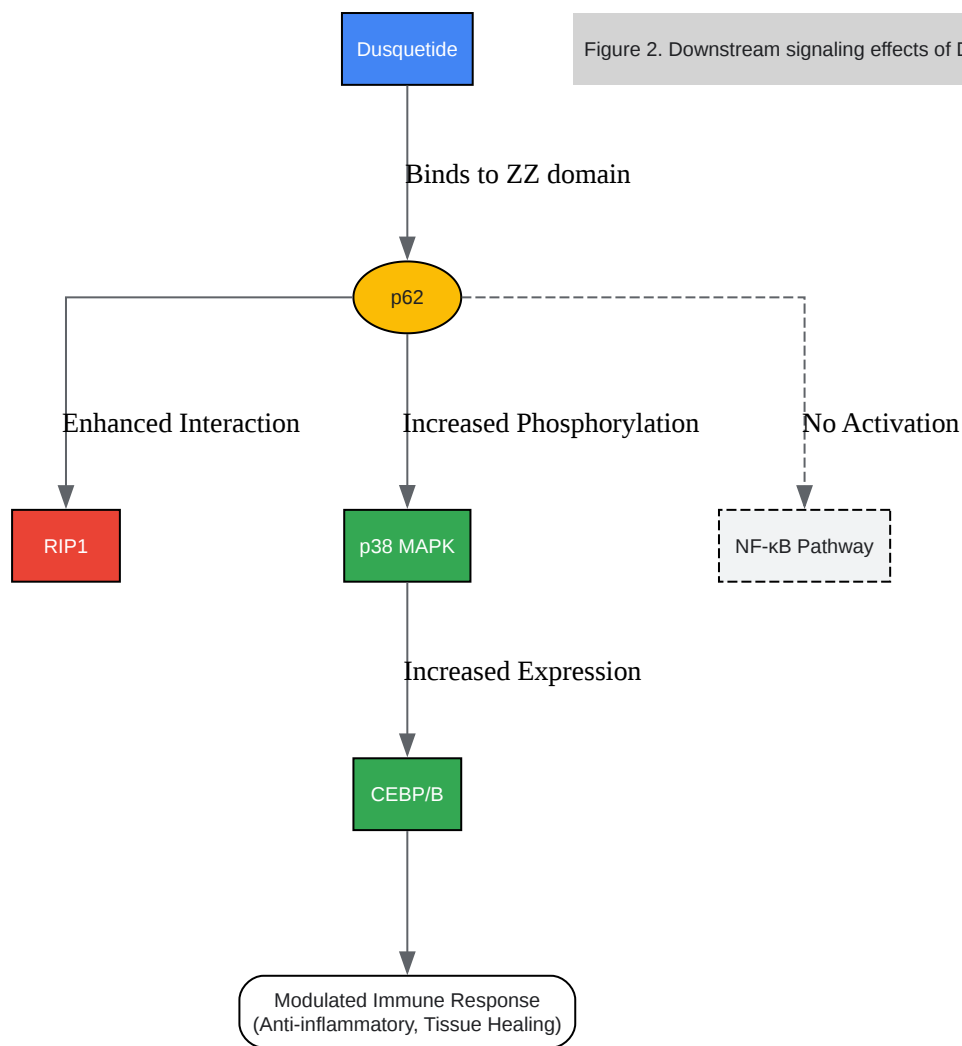 Dusquetide
Figure 2. Downstream signaling effects of D
Binds to ZZ domain
p62
Enhanced Interaction
Increased Phosphorylation
No Activation
RIP1
p38 MAPK
NF-κB Pathway
Increased Expression
CEBP/B
Modulated Immune Response
(Anti-inflammatory, Tissue Healing)